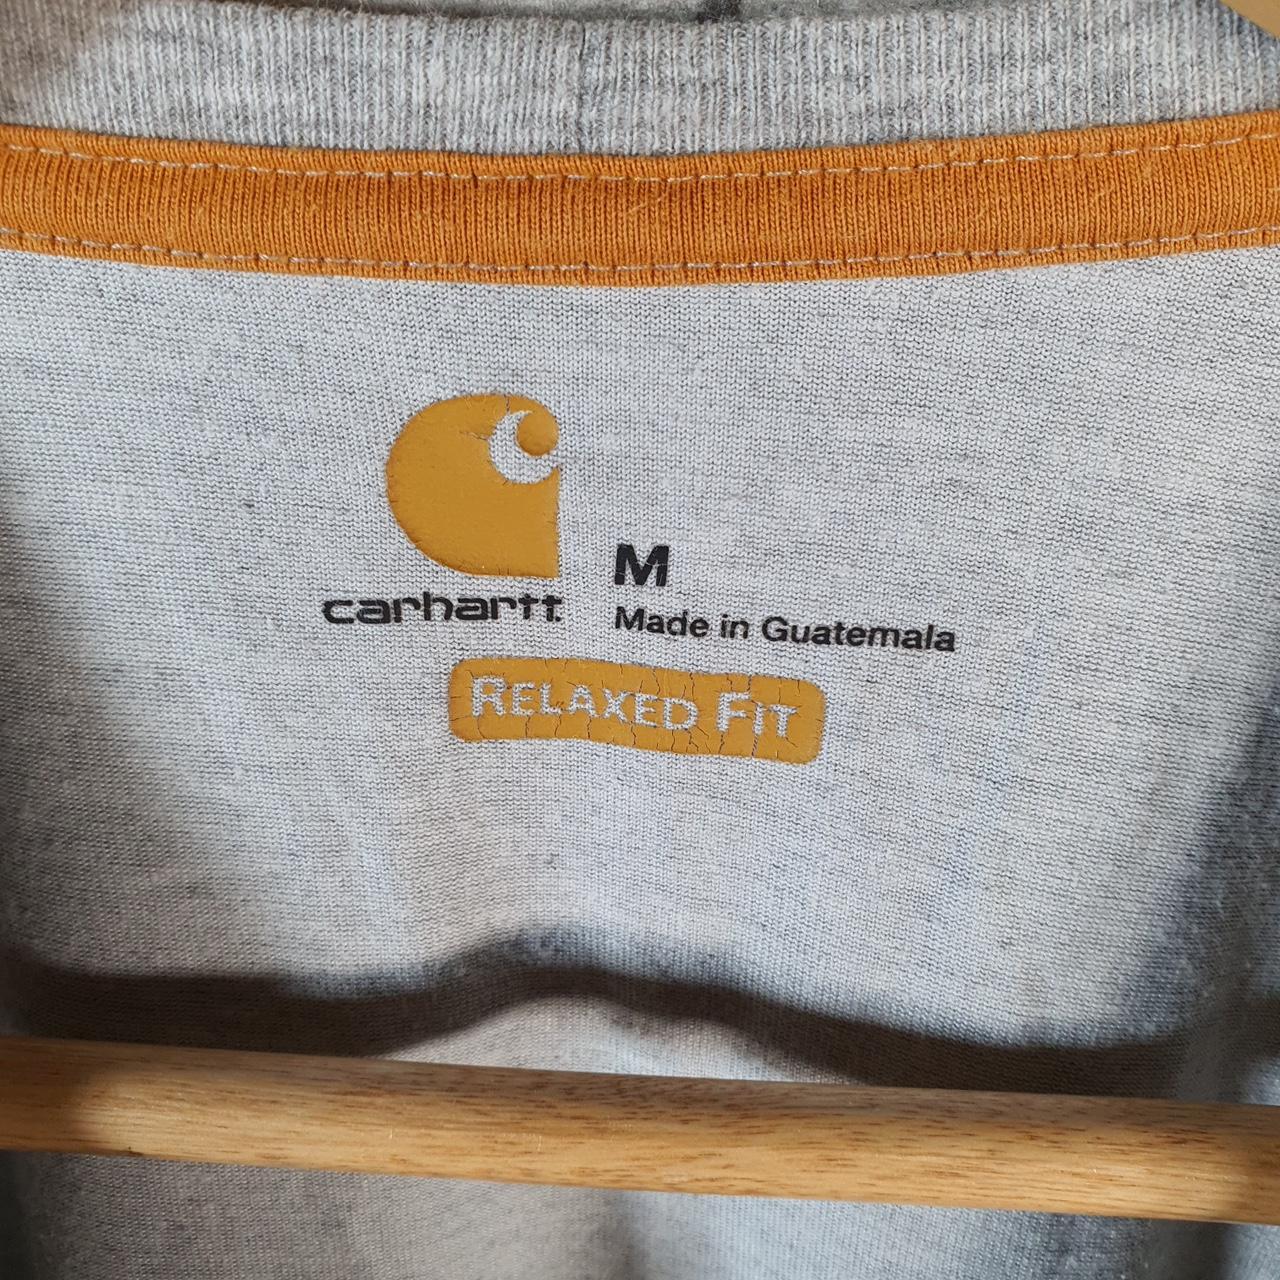 M
carhartt.
Made in Guatemala
RELAXED FIT